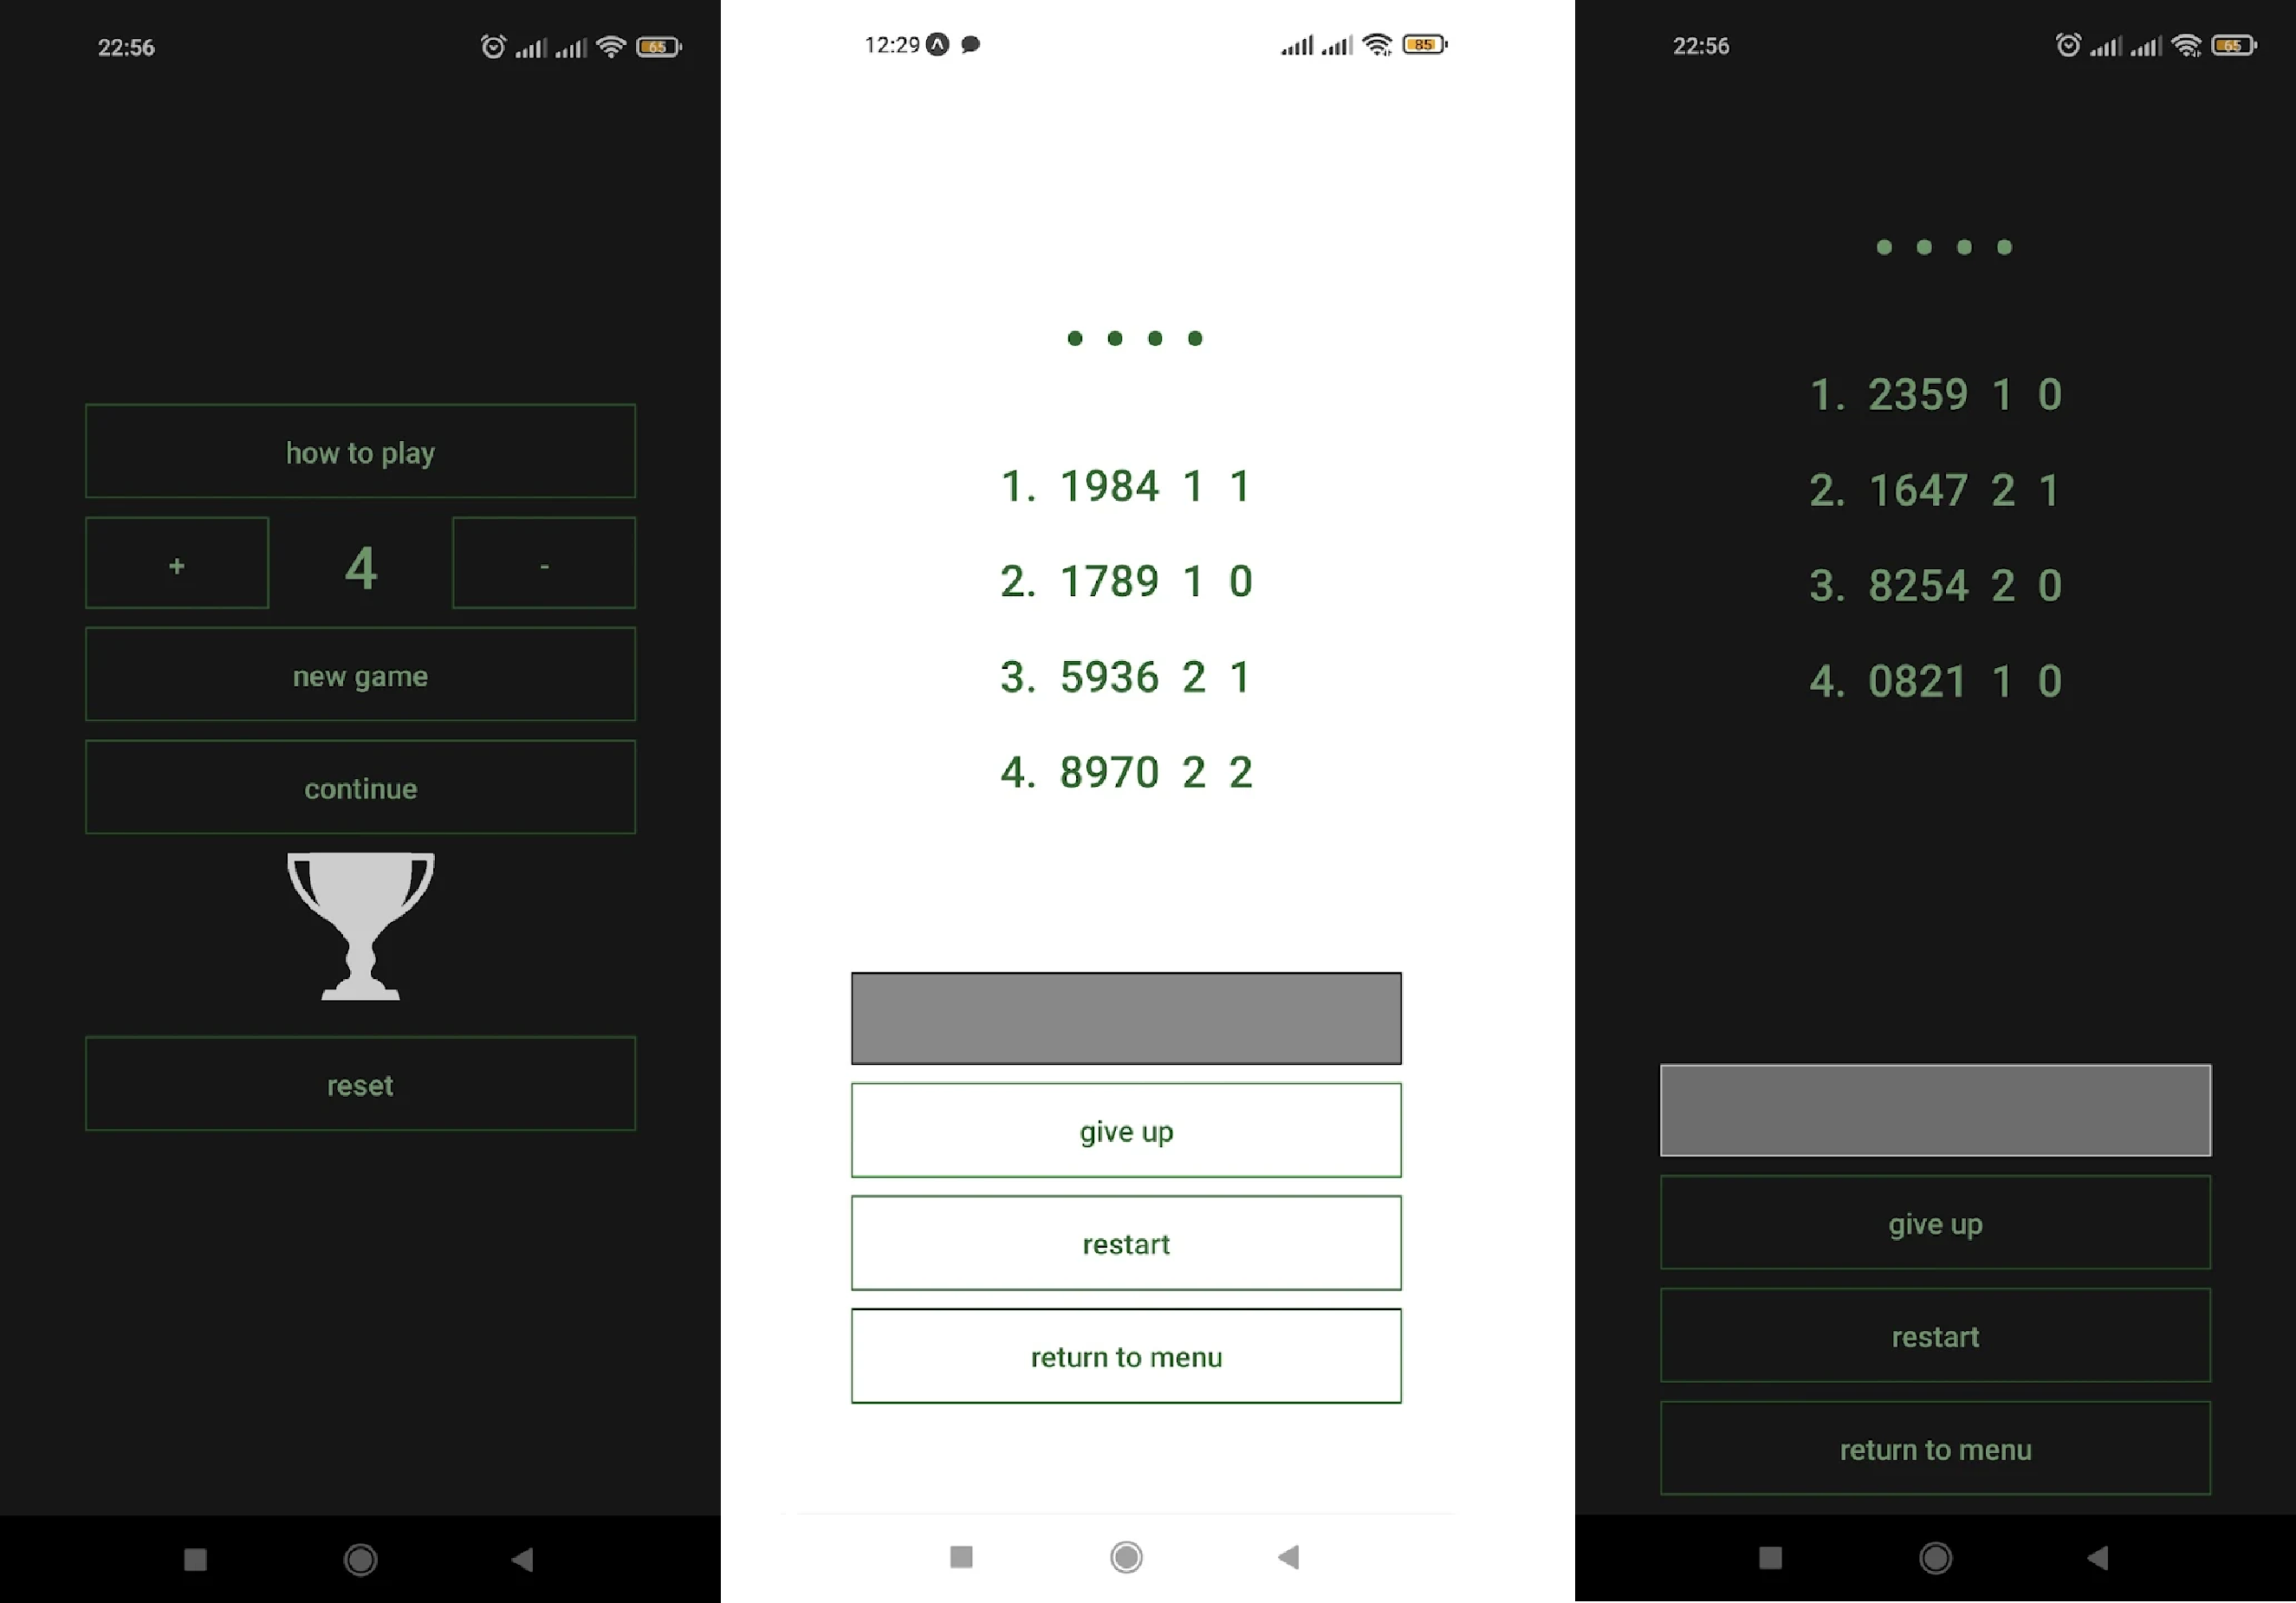 22:56
65
how to play
+ 4 -
new game
continue
reset
12:29
85
1. 1984 1 1
2. 1789 1 0
3. 5936 2 1
4. 8970 2 2
give up
restart
return to menu
22:56
65
1. 2359 1 0
2. 1647 2 1
3. 8254 2 0
4. 0821 1 0
give up
restart
return to menu